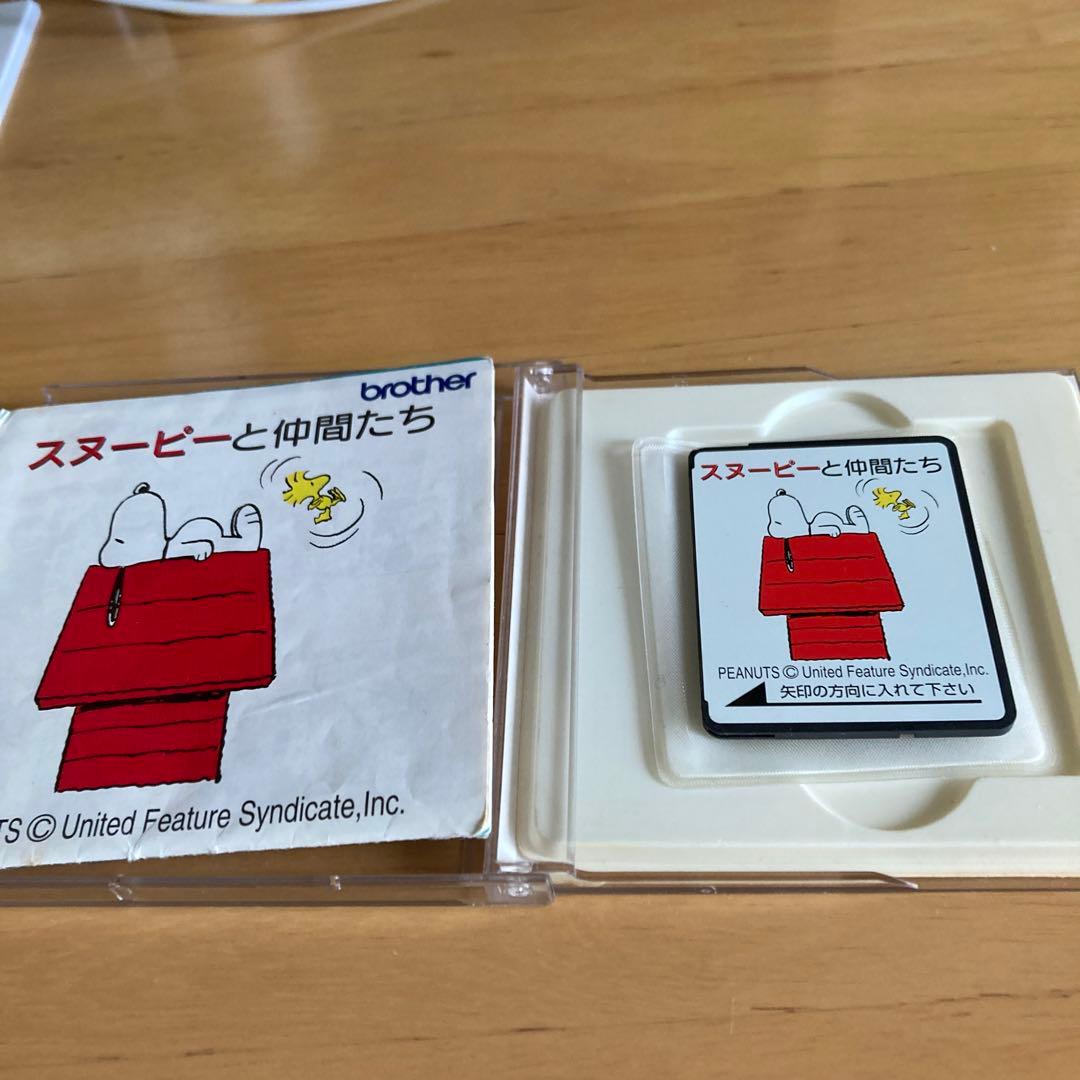 brother
スヌーピーと仲間たち
TS © United Feature Syndicate,Inc.
スヌーピーと仲間たち
PEANUTS © United Feature Syndicate,Inc.
矢印の方向に入れて下さい